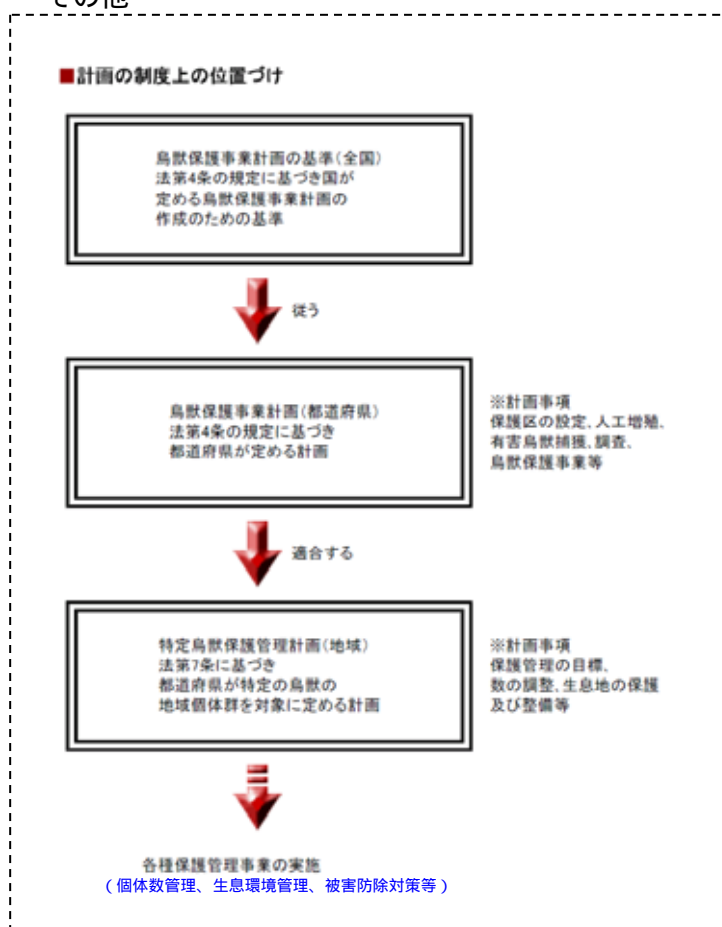 その他
■計画の制度上の位置づけ
鳥獣保護事業計画の基準(全国)
法第4条の規定に基づき国が
定める鳥獣保護事業計画の
作成のための基準
従う
鳥獣保護事業計画(都道府県)
法第4条の規定に基づき
都道府県が定める計画
※計画事項
保護区の設定、人工増殖、
有害鳥獣捕獲、調査、
鳥獣保護事業等
適合する
特定鳥獣保護管理計画(地域)
法第7条に基づき
都道府県が特定の鳥獣の
地域個体群を対象に定める計画
※計画事項
保護管理の目標、
数の調整、生息地の保護
及び整備等
各種保護管理事業の実施
(個体数管理、生息環境管理、被害防除対策等)